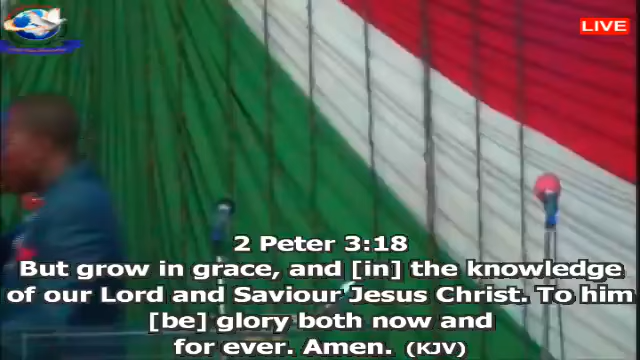 LIVE
2 Peter 3:18
But grow in grace, and [in] the knowledge
of our Lord and Saviour Jesus Christ. To him
[be] glory both now and
for ever. Amen. (KJV)